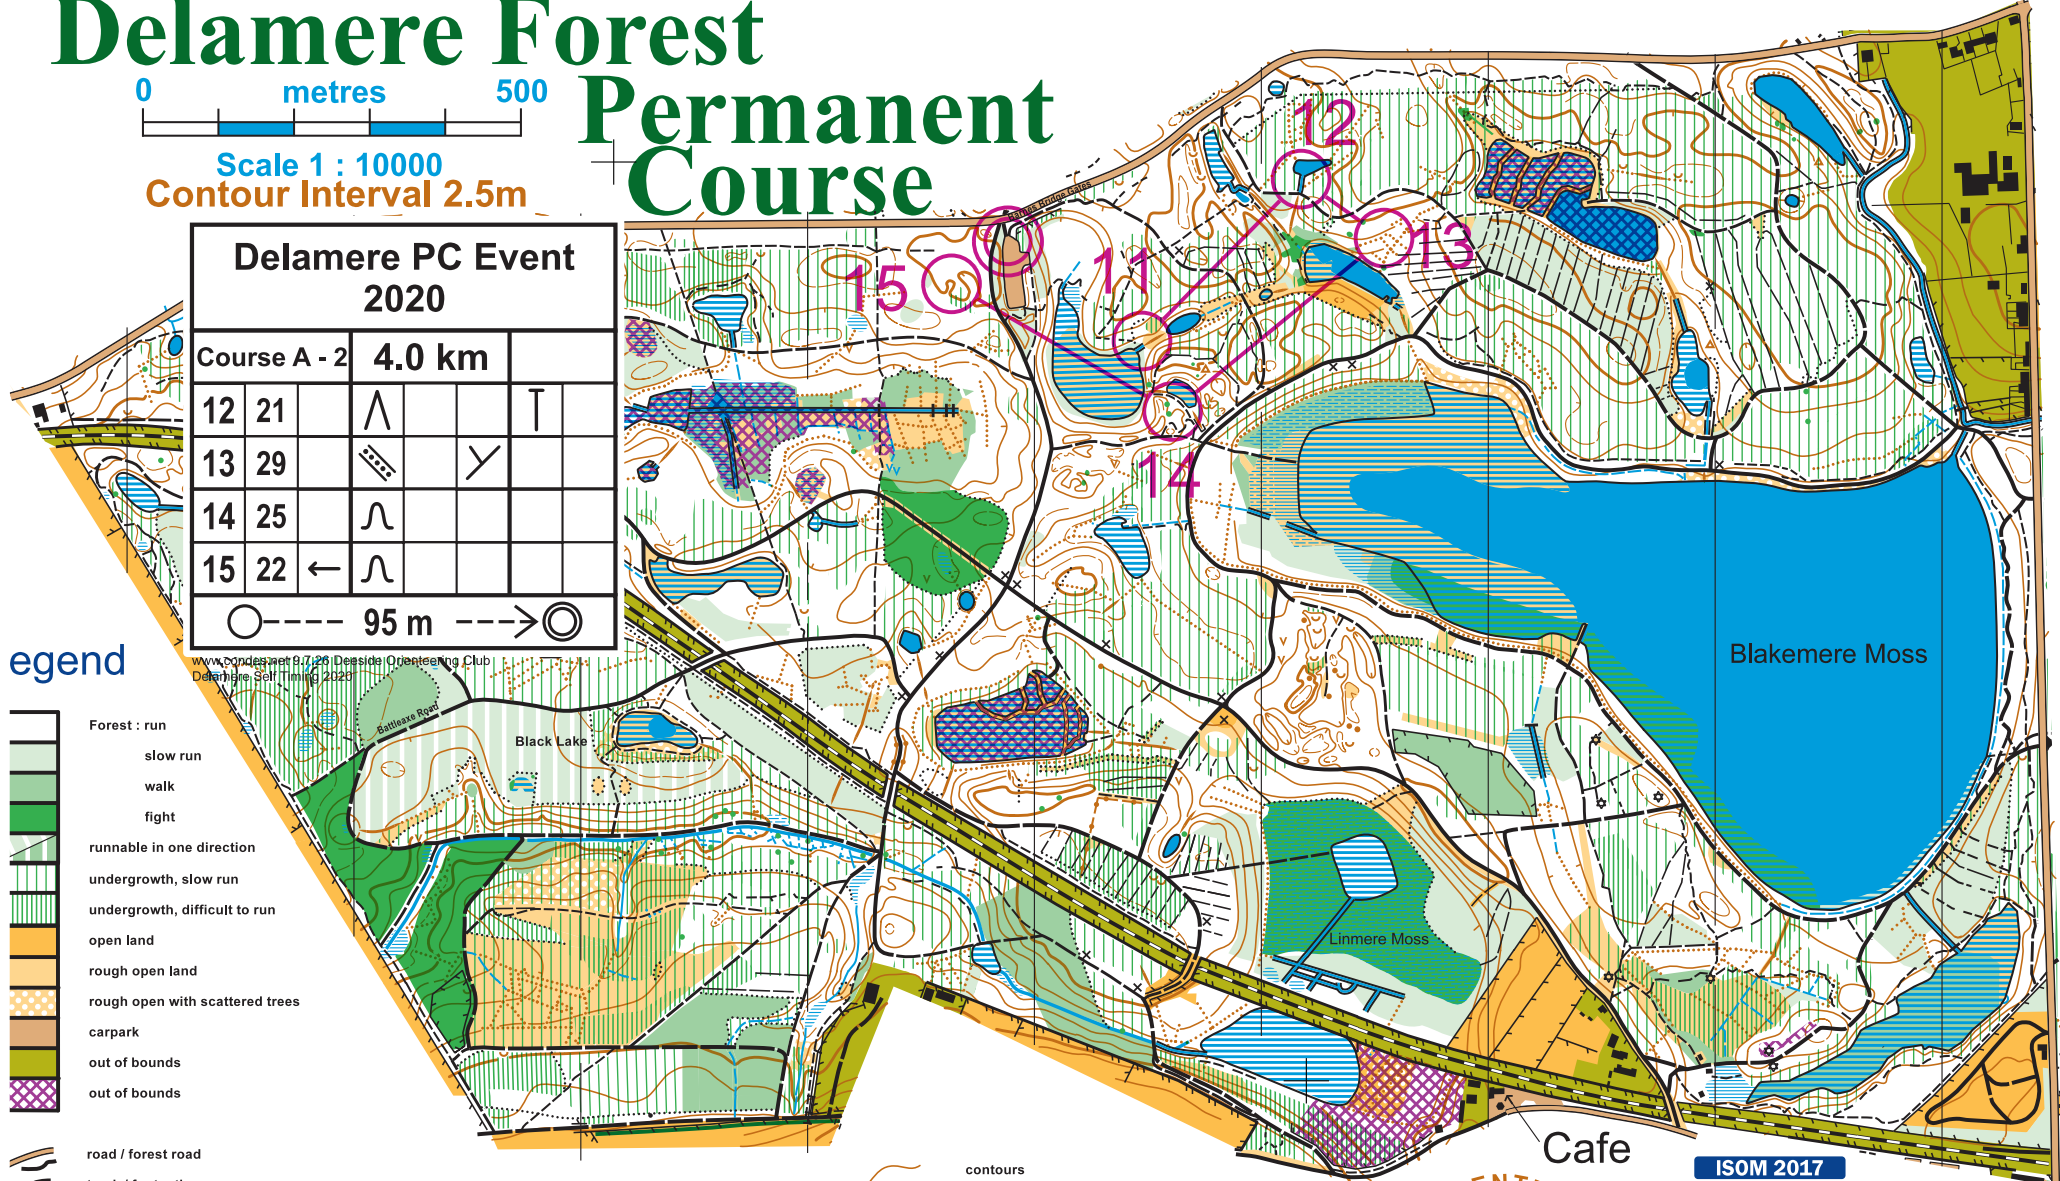 Delamere Forest
Permanent
Course
0 metres 500
Scale 1 : 10000
Contour Interval 2.5m
Delamere PC Event
2020
Course A - 2 4.0 km
12 21
13 29
14 25
15 22
95 m
www.condes.net 9.7.26 Deeside Orienteering Club
Delamere Self Timing 2020
Barnes Bridge Gates
12
11
13
15
14
Blakemere Moss
Battleaxe Road
Black Lake
Linmere Moss
Cafe
ISOM 2017
egend
Forest : run
slow run
walk
fight
runnable in one direction
undergrowth, slow run
undergrowth, difficult to run
open land
rough open land
rough open with scattered trees
carpark
out of bounds
out of bounds
road / forest road
contours